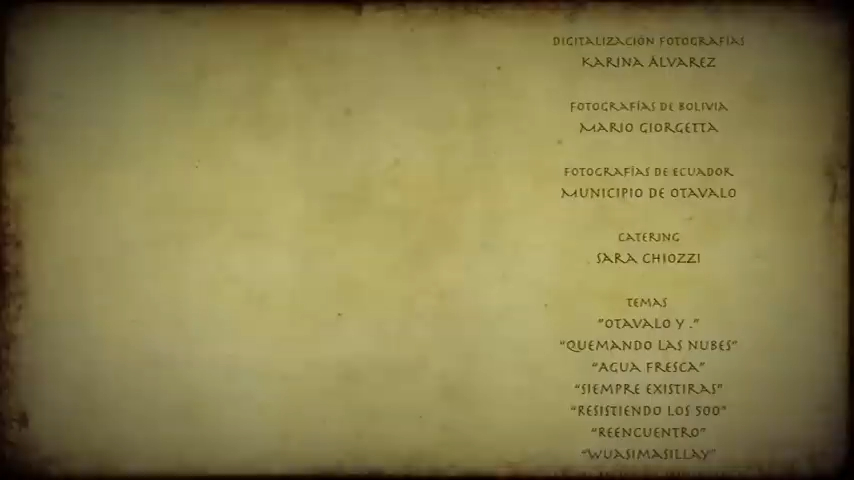 DIGITALIZACIÓN FOTOGRAFÍAS
KARINA ÁLVAREZ
FOTOGRAFÍAS DE BOLIVIA
MARIO GIORGETTA
FOTOGRAFÍAS DE ECUADOR
MUNICIPIO DE OTAVALO
CATERING
SARA CHIOZZI
TEMAS
"OTAVALO Y ."
"QUEMANDO LAS NUBES"
"AGUA FRESCA"
"SIEMPRE EXISTIRAS"
"RESISTIENDO LOS 500"
"REENCUENTRO"
"WUASIMASILLAY"